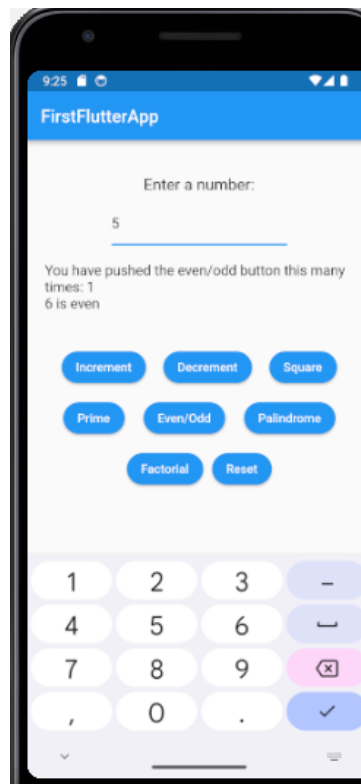 9:25
FirstFlutterApp
Enter a number:
5
You have pushed the even/odd button this many
times: 1
6 is even
Increment Decrement Square
Prime Even/Odd Palindrome
Factorial Reset
1 2 3 –
4 5 6
7 8 9
, 0 .